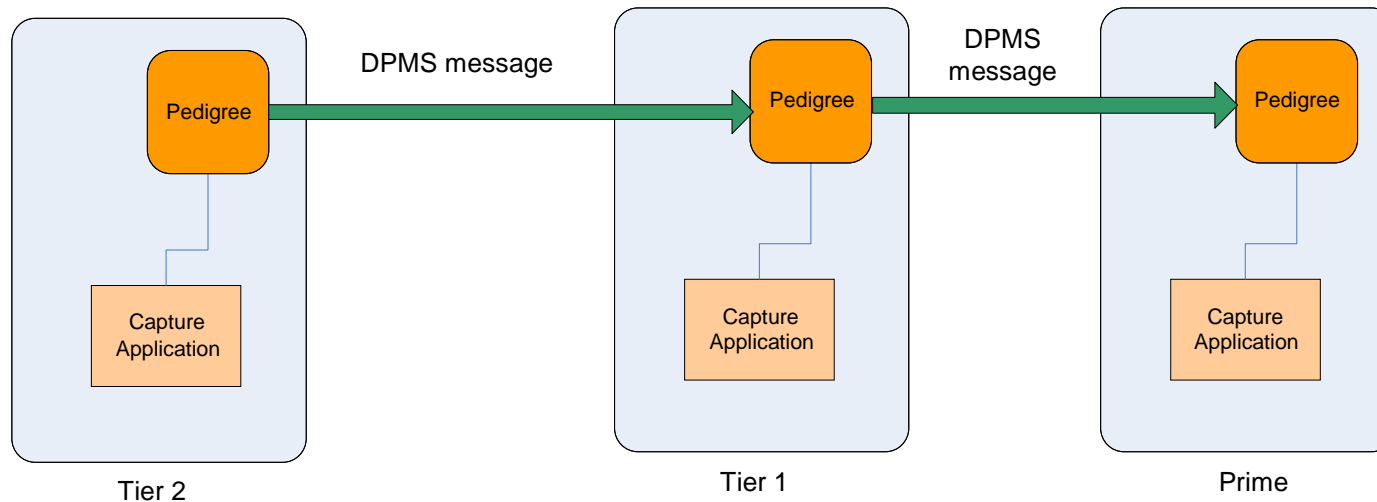 DPMS message
DPMS
message
Pedigree
Pedigree
Pedigree
Capture
Application
Capture
Application
Capture
Application
Tier 2
Tier 1
Prime